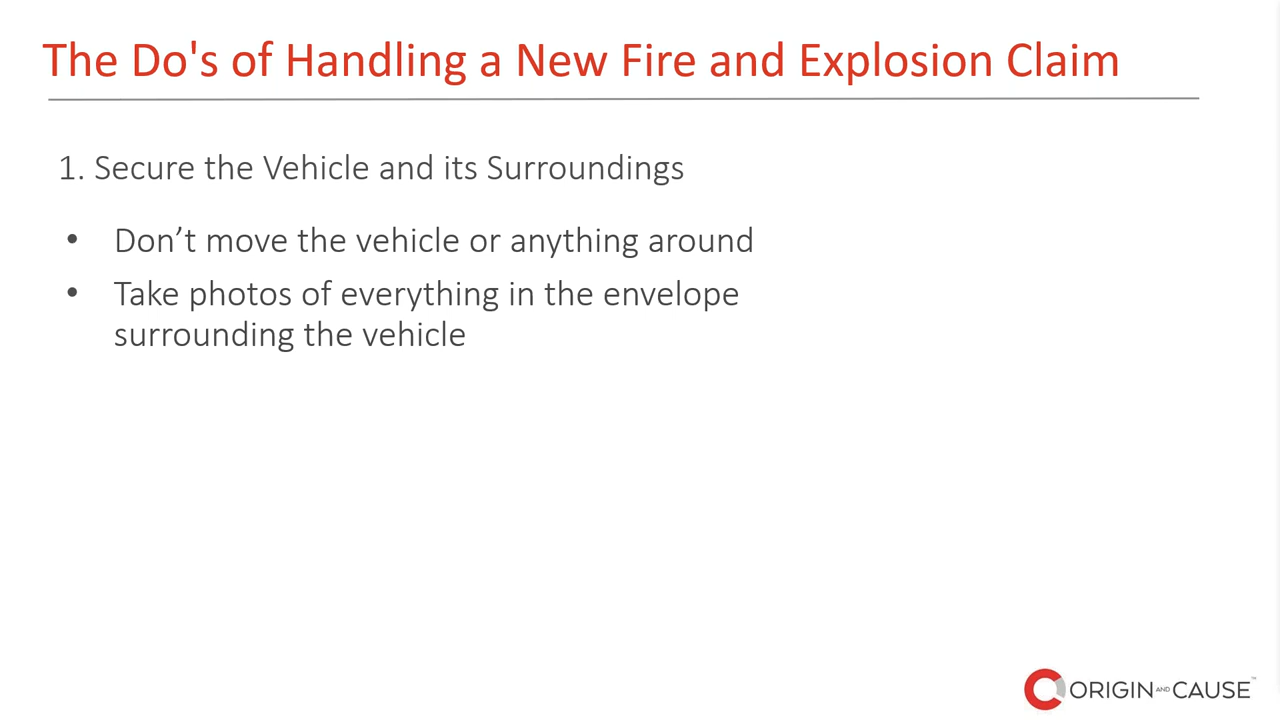 The Do's of Handling a New Fire and Explosion Claim
1. Secure the Vehicle and its Surroundings
• Don’t move the vehicle or anything around
• Take photos of everything in the envelope
surrounding the vehicle
ORIGIN AND CAUSE™